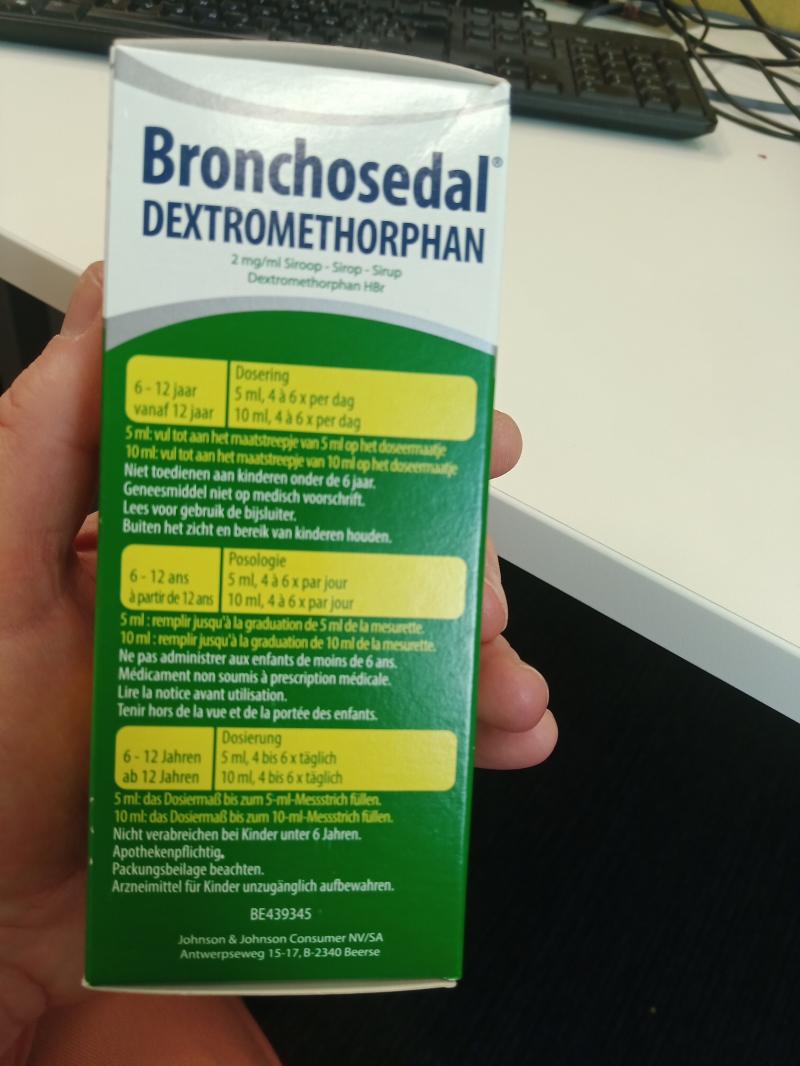 Bronchosedal®
DEXTROMETHORPHAN
2 mg/ml Siroop - Sirop - Sirup
Dextromethorphan HBr
Dosering
6 - 12 jaar 5 ml, 4 à 6 x per dag
vanaf 12 jaar 10 ml, 4 à 6 x per dag
5 ml: vul tot aan het maatstreepje van 5 ml op het doseermaatje
10 ml: vul tot aan het maatstreepje van 10 ml op het doseermaatje
Niet toedienen aan kinderen onder de 6 jaar.
Geneesmiddel niet op medisch voorschrift.
Lees voor gebruik de bijsluiter.
Buiten het zicht en bereik van kinderen houden.
Posologie
6 - 12 ans 5 ml, 4 à 6 x par jour
à partir de 12 ans 10 ml, 4 à 6 x par jour
5 ml : remplir jusqu'à la graduation de 5 ml de la mesurette.
10 ml : remplir jusqu'à la graduation de 10 ml de la mesurette.
Ne pas administrer aux enfants de moins de 6 ans.
Médicament non soumis à prescription médicale.
Lire la notice avant utilisation.
Tenir hors de la vue et de la portée des enfants.
Dosierung
6 - 12 Jahren 5 ml, 4 bis 6 x täglich
ab 12 Jahren 10 ml, 4 bis 6 x täglich
5 ml: das Dosiermaß bis zum 5-ml-Messstrich füllen.
10 ml: das Dosiermaß bis zum 10-ml-Messstrich füllen.
Nicht verabreichen bei Kinder unter 6 Jahren.
Apothekenpflichtig.
Packungsbeilage beachten.
Arzneimittel für Kinder unzugänglich aufbewahren.
BE439345
Johnson & Johnson Consumer NV/SA
Antwerpseweg 15-17, B-2340 Beerse